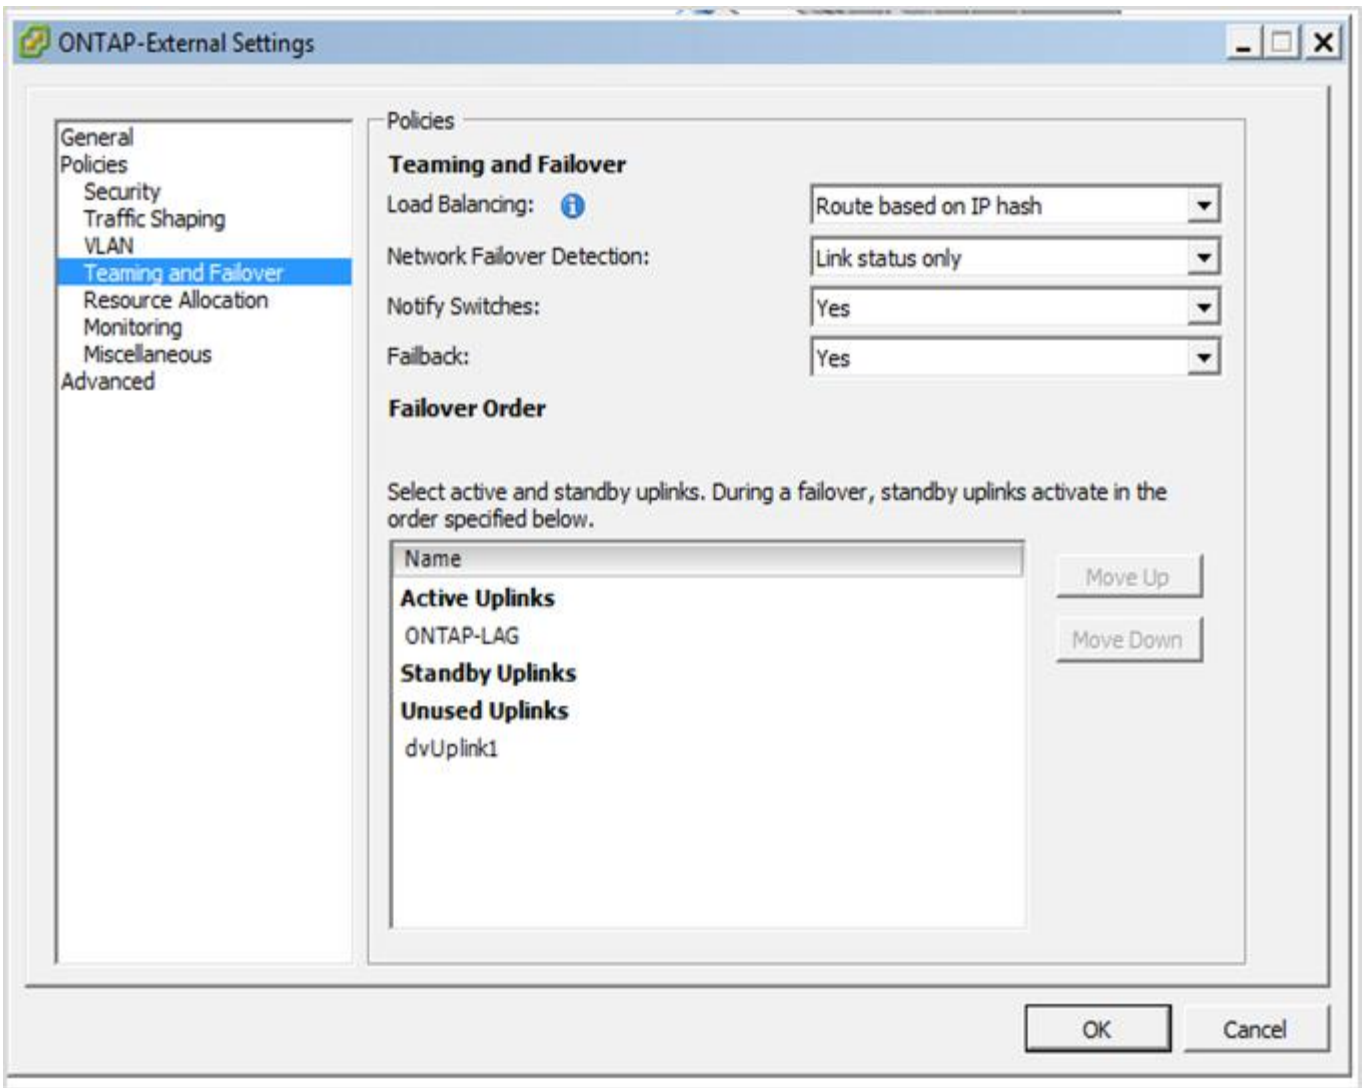 ONTAP-External Settings
General
Policies
Security
Traffic Shaping
VLAN
Teaming and Failover
Resource Allocation
Monitoring
Miscellaneous
Advanced
Policies
Teaming and Failover
Load Balancing: Route based on IP hash
Network Failover Detection: Link status only
Notify Switches: Yes
Failback: Yes
Failover Order
Select active and standby uplinks. During a failover, standby uplinks activate in the
order specified below.
Name
Active Uplinks
ONTAP-LAG
Standby Uplinks
Unused Uplinks
dvUplink1
Move Up
Move Down
OK Cancel